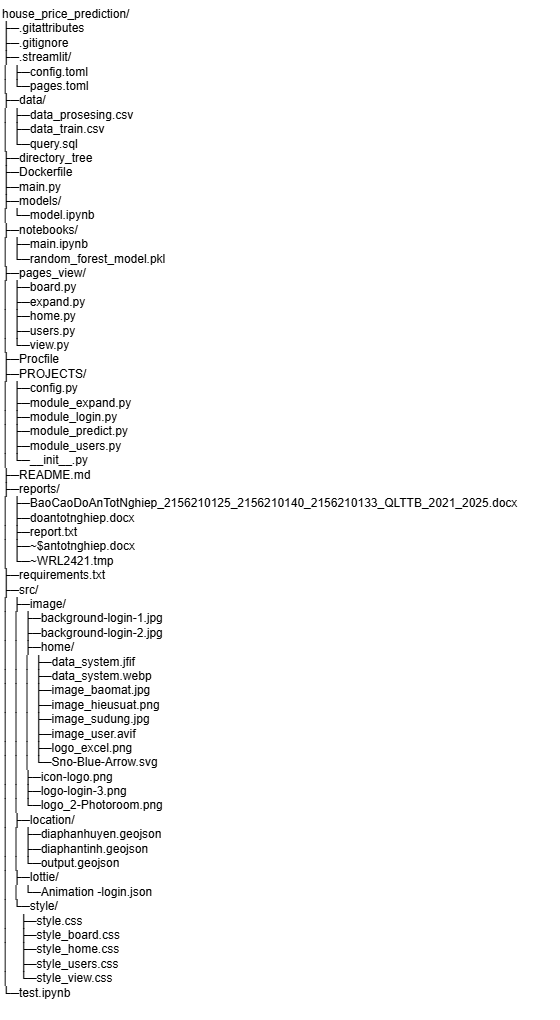 house_price_prediction/
├─.gitattributes
├─.gitignore
├─.streamlit/
│ ├─config.toml
│ └─pages.toml
├─data/
│ ├─data_prosesing.csv
│ ├─data_train.csv
│ └─query.sql
├─directory_tree
├─Dockerfile
├─main.py
├─models/
│ └─model.ipynb
├─notebooks/
│ ├─main.ipynb
│ └─random_forest_model.pkl
├─pages_view/
│ ├─board.py
│ ├─expand.py
│ ├─home.py
│ ├─users.py
│ └─view.py
├─Procfile
├─PROJECTS/
│ ├─config.py
│ ├─module_expand.py
│ ├─module_login.py
│ ├─module_predict.py
│ ├─module_users.py
│ └─__init__.py
├─README.md
├─reports/
│ ├─BaoCaoDoAnTotNghiep_2156210125_2156210140_2156210133_QLTTB_2021_2025.docx
│ ├─doantotnghiep.docx
│ ├─report.txt
│ ├─~$antotnghiep.docx
│ └─~WRL2421.tmp
├─requirements.txt
├─src/
│ ├─image/
│ │ ├─background-login-1.jpg
│ │ ├─background-login-2.jpg
│ │ ├─home/
│ │ │ ├─data_system.jfif
│ │ │ ├─data_system.webp
│ │ │ ├─image_baomat.jpg
│ │ │ ├─image_hieusuat.png
│ │ │ ├─image_sudung.jpg
│ │ │ ├─image_user.avif
│ │ │ ├─logo_excel.png
│ │ │ └─Sno-Blue-Arrow.svg
│ │ ├─icon-logo.png
│ │ ├─logo-login-3.png
│ │ └─logo_2-Photoroom.png
│ ├─location/
│ │ ├─diaphanhuyen.geojson
│ │ ├─diaphantinh.geojson
│ │ └─output.geojson
│ ├─lottie/
│ │ └─Animation -login.json
│ └─style/
│   ├─style.css
│   ├─style_board.css
│   ├─style_home.css
│   ├─style_users.css
│   └─style_view.css
└─test.ipynb